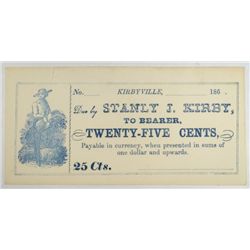 No. KIRBYVILLE, 186 .
Due by STANLY J. KIRBY,
TO BEARER,
TWENTY-FIVE CENTS,
Payable in currency, when presented in sums of
one dollar and upwards.
25 Cts.